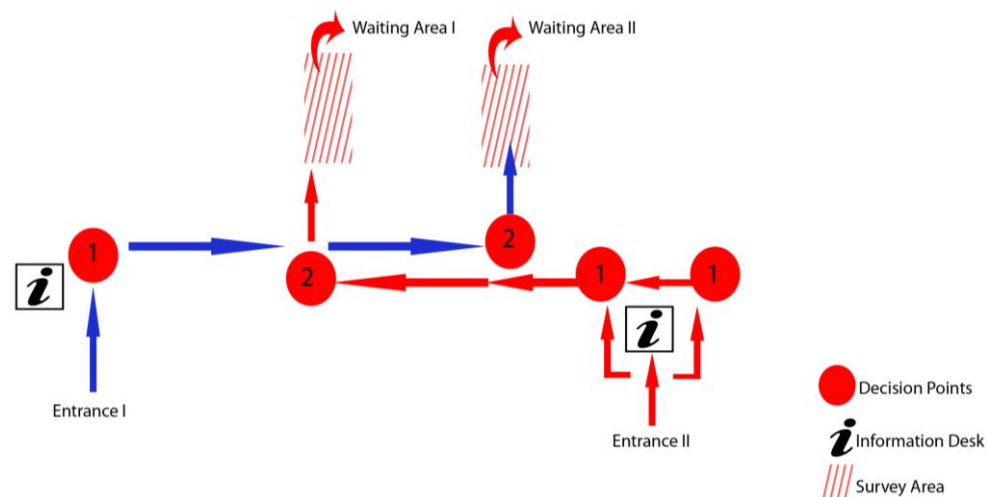 Waiting Area I
Waiting Area II
1
2
2
1
1
i
i
Entrance I
Entrance II
Decision Points
i Information Desk
Survey Area